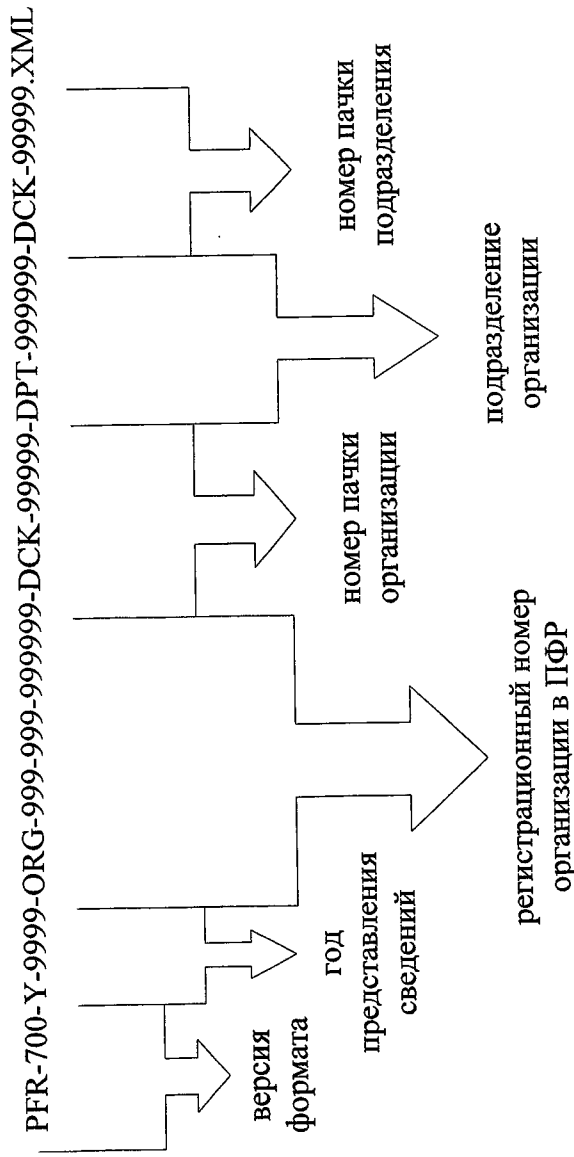 PFR-700-Y-9999-ORG-999-999-999999-DCK-99999-DPT-999999-DCK-99999.XML
версия
формата
год
представления
сведений
регистрационный номер
организации в ПФР
номер пачки
организации
подразделение
организации
номер пачки
подразделения